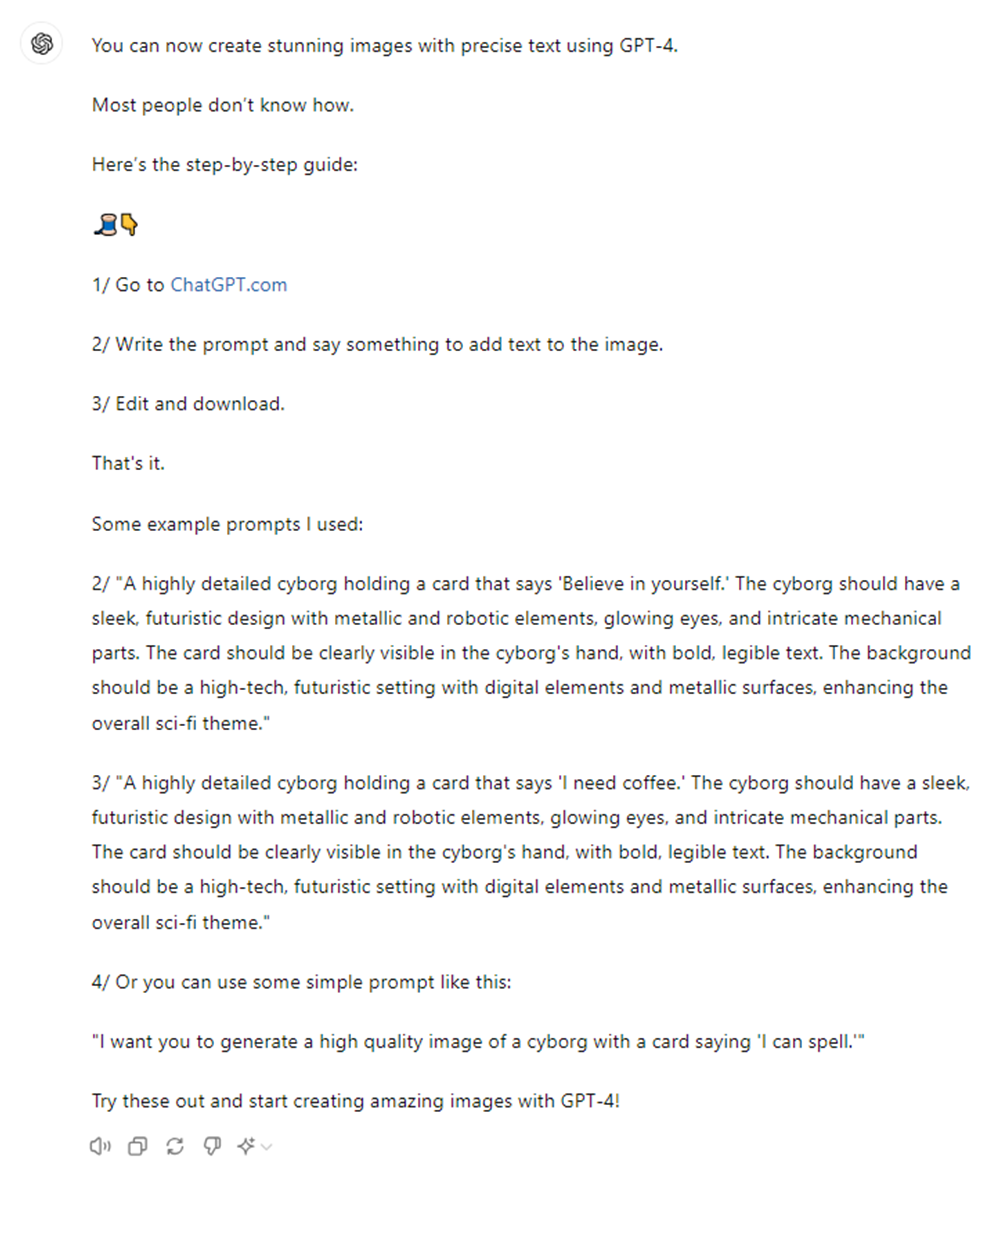 You can now create stunning images with precise text using GPT-4.
Most people don't know how.
Here's the step-by-step guide:
🧵👇
1/ Go to ChatGPT.com
2/ Write the prompt and say something to add text to the image.
3/ Edit and download.
That's it.
Some example prompts I used:
2/ "A highly detailed cyborg holding a card that says 'Believe in yourself.' The cyborg should have a
sleek, futuristic design with metallic and robotic elements, glowing eyes, and intricate mechanical
parts. The card should be clearly visible in the cyborg's hand, with bold, legible text. The background
should be a high-tech, futuristic setting with digital elements and metallic surfaces, enhancing the
overall sci-fi theme."
3/ "A highly detailed cyborg holding a card that says 'I need coffee.' The cyborg should have a sleek,
futuristic design with metallic and robotic elements, glowing eyes, and intricate mechanical parts.
The card should be clearly visible in the cyborg's hand, with bold, legible text. The background
should be a high-tech, futuristic setting with digital elements and metallic surfaces, enhancing the
overall sci-fi theme."
4/ Or you can use some simple prompt like this:
"I want you to generate a high quality image of a cyborg with a card saying 'I can spell.'"
Try these out and start creating amazing images with GPT-4!